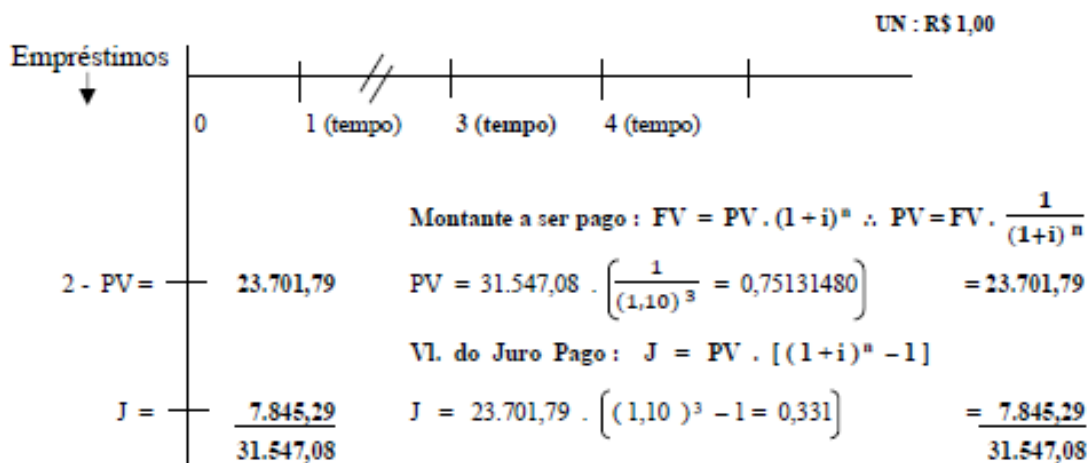 UN : R$ 1,00
Empréstimos
0 1 (tempo) 3 (tempo) 4 (tempo)
Montante a ser pago : FV = PV . (1+i)ⁿ ∴ PV = FV . 1/(1+i)ⁿ
2 - PV = 23.701,79 PV = 31.547,08 . (1/(1,10)³ = 0,75131480) = 23.701,79
Vl. do Juro Pago : J = PV . [(1+i)ⁿ -1]
J = 7.845,29 J = 23.701,79 . ((1,10)³ - 1 = 0,331) = 7.845,29
31.547,08 31.547,08